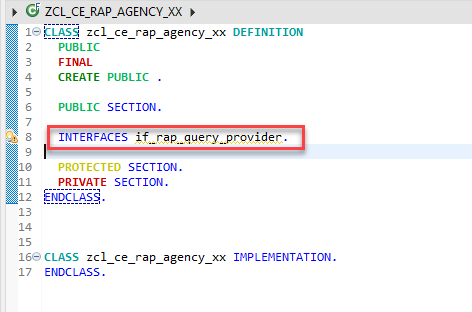 ZCL_CE_RAP_AGENCY_XX
1 CLASS zcl_ce_rap_agency_xx DEFINITION
2 PUBLIC
3 FINAL
4 CREATE PUBLIC .
5
6 PUBLIC SECTION.
7
8 INTERFACES if_rap_query_provider.
9
10 PROTECTED SECTION.
11 PRIVATE SECTION.
12 ENDCLASS.
13
14
15
16 CLASS zcl_ce_rap_agency_xx IMPLEMENTATION.
17 ENDCLASS.